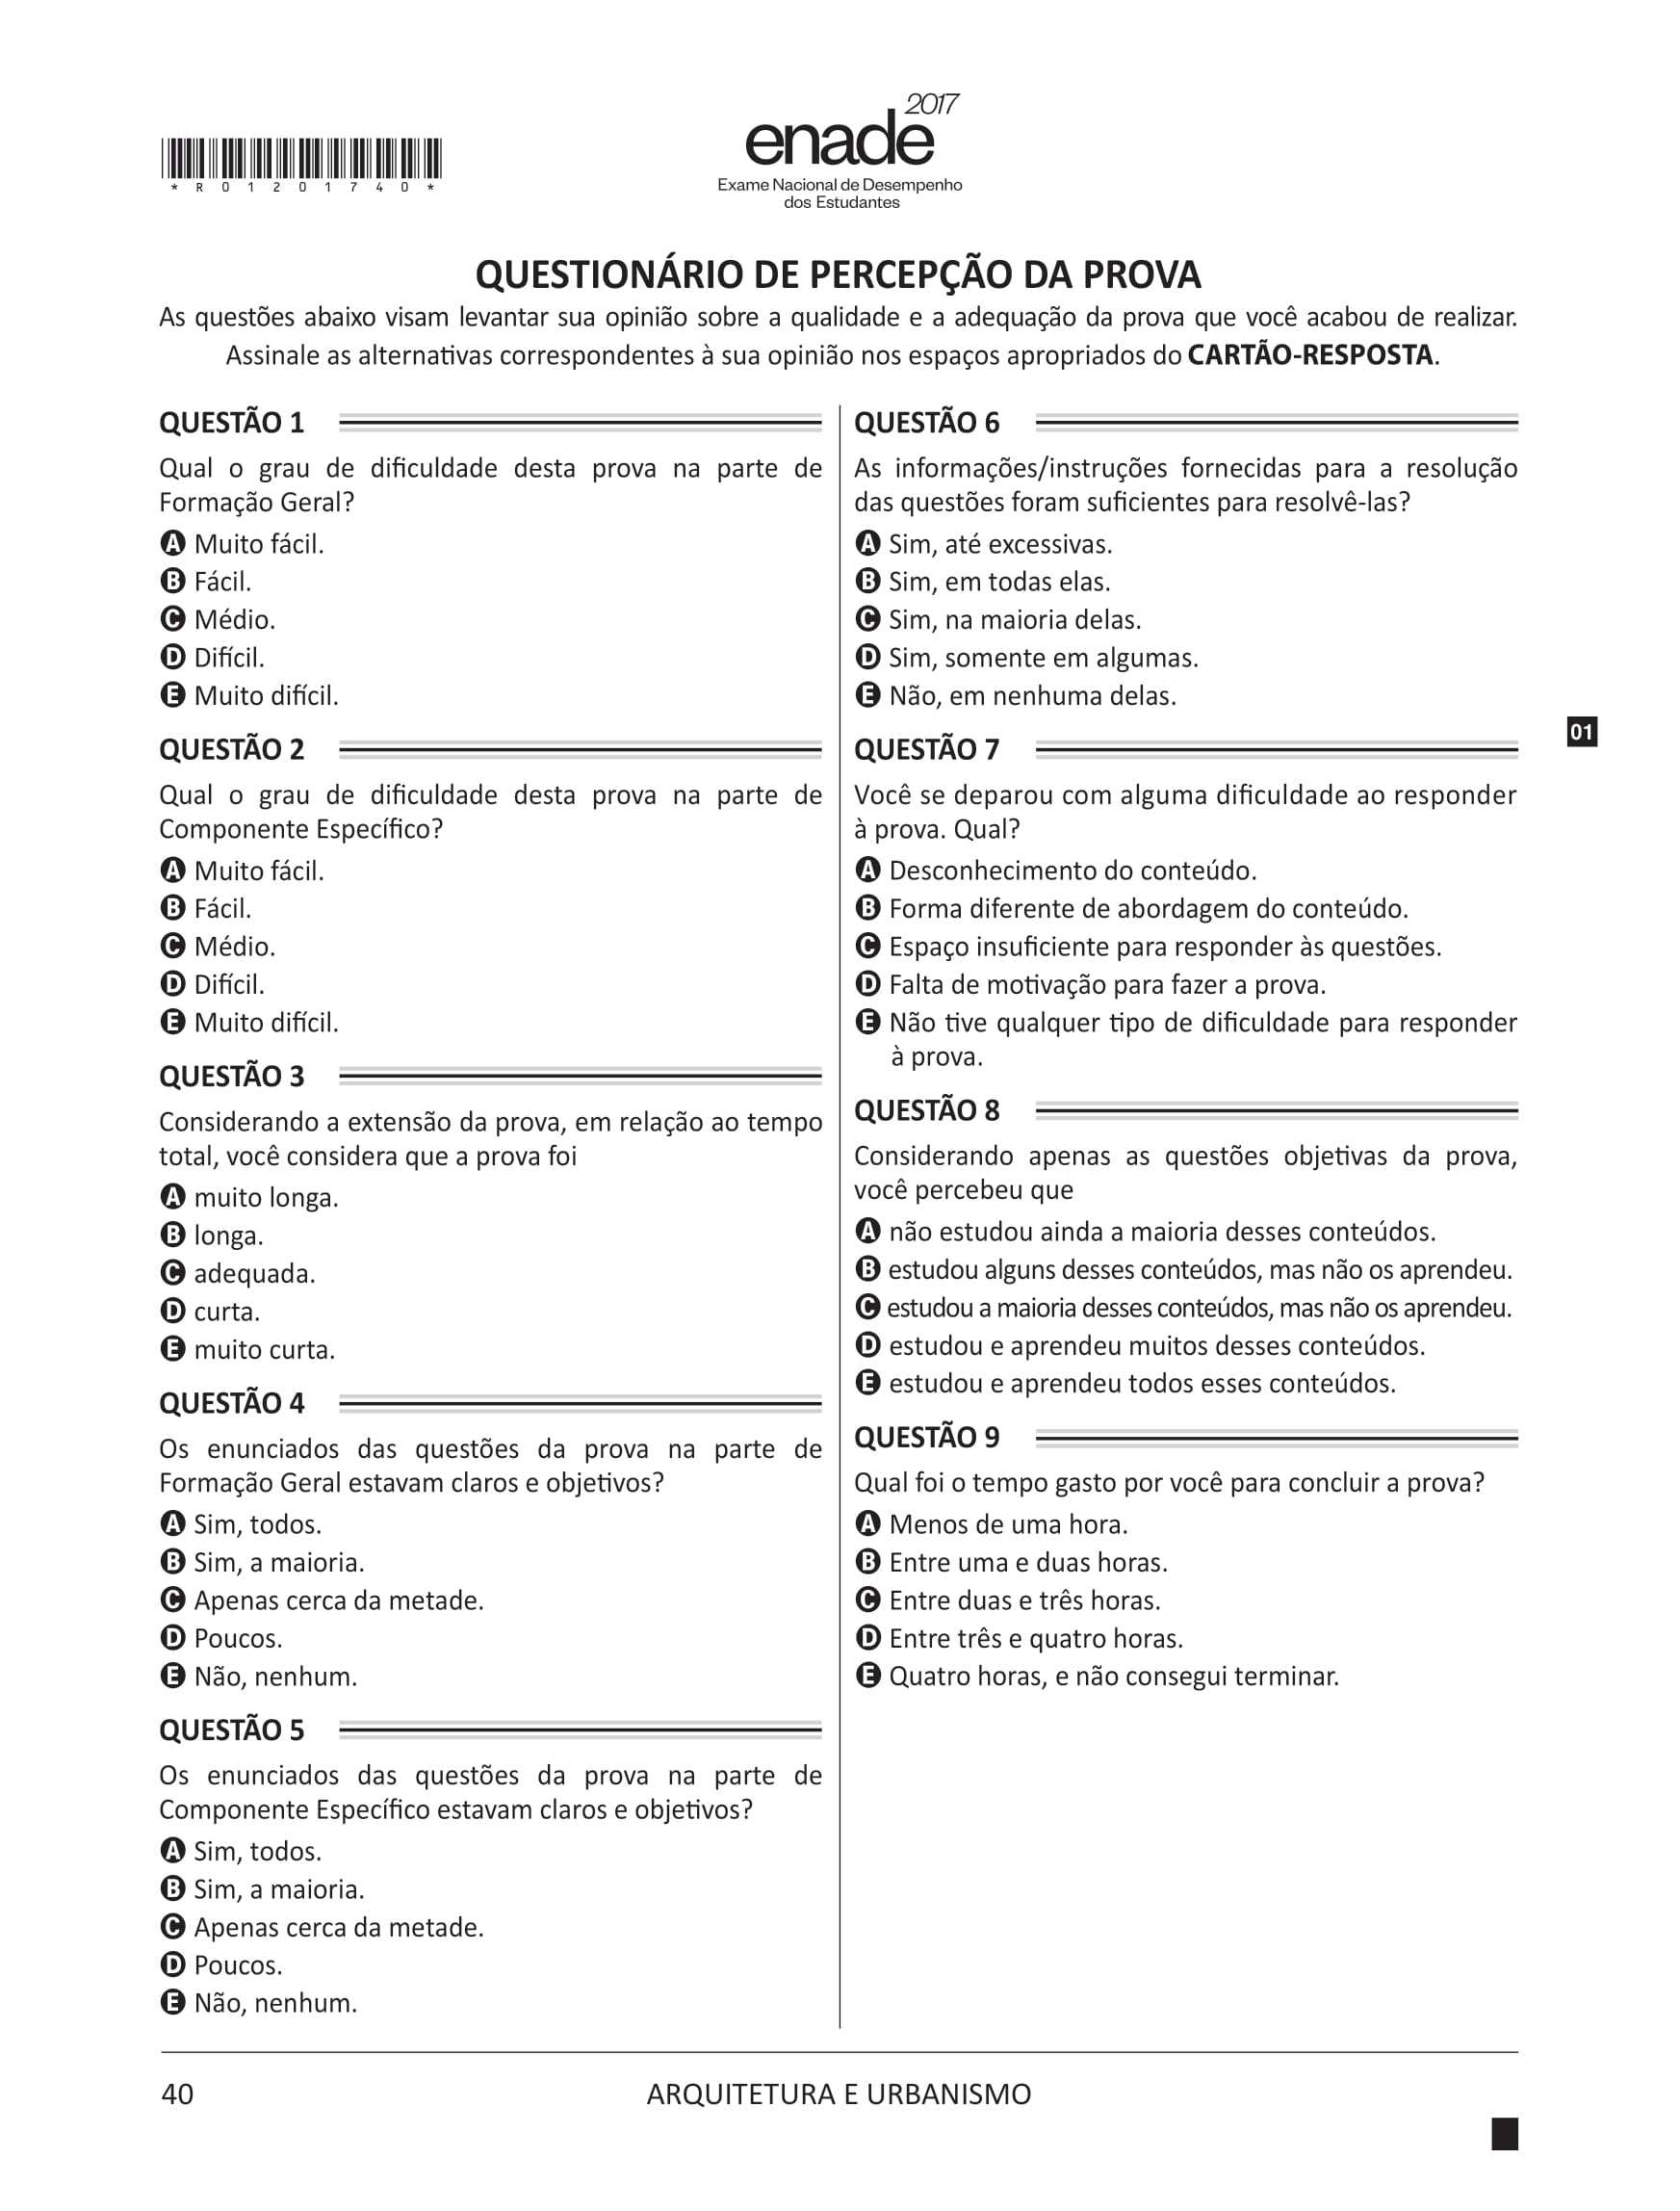 *R01201740*
enade2017
Exame Nacional de Desempenho
dos Estudantes
QUESTIONÁRIO DE PERCEPÇÃO DA PROVA
As questões abaixo visam levantar sua opinião sobre a qualidade e a adequação da prova que você acabou de realizar.
Assinale as alternativas correspondentes à sua opinião nos espaços apropriados do CARTÃO-RESPOSTA.
QUESTÃO 1
Qual o grau de dificuldade desta prova na parte de
Formação Geral?
A Muito fácil.
B Fácil.
C Médio.
D Difícil.
E Muito difícil.
QUESTÃO 2
Qual o grau de dificuldade desta prova na parte de
Componente Específico?
A Muito fácil.
B Fácil.
C Médio.
D Difícil.
E Muito difícil.
QUESTÃO 3
Considerando a extensão da prova, em relação ao tempo
total, você considera que a prova foi
A muito longa.
B longa.
C adequada.
D curta.
E muito curta.
QUESTÃO 4
Os enunciados das questões da prova na parte de
Formação Geral estavam claros e objetivos?
A Sim, todos.
B Sim, a maioria.
C Apenas cerca da metade.
D Poucos.
E Não, nenhum.
QUESTÃO 5
Os enunciados das questões da prova na parte de
Componente Específico estavam claros e objetivos?
A Sim, todos.
B Sim, a maioria.
C Apenas cerca da metade.
D Poucos.
E Não, nenhum.
QUESTÃO 6
As informações/instruções fornecidas para a resolução
das questões foram suficientes para resolvê-las?
A Sim, até excessivas.
B Sim, em todas elas.
C Sim, na maioria delas.
D Sim, somente em algumas.
E Não, em nenhuma delas.
QUESTÃO 7
Você se deparou com alguma dificuldade ao responder
à prova. Qual?
A Desconhecimento do conteúdo.
B Forma diferente de abordagem do conteúdo.
C Espaço insuficiente para responder às questões.
D Falta de motivação para fazer a prova.
E Não tive qualquer tipo de dificuldade para responder
à prova.
QUESTÃO 8
Considerando apenas as questões objetivas da prova,
você percebeu que
A não estudou ainda a maioria desses conteúdos.
B estudou alguns desses conteúdos, mas não os aprendeu.
C estudou a maioria desses conteúdos, mas não os aprendeu.
D estudou e aprendeu muitos desses conteúdos.
E estudou e aprendeu todos esses conteúdos.
QUESTÃO 9
Qual foi o tempo gasto por você para concluir a prova?
A Menos de uma hora.
B Entre uma e duas horas.
C Entre duas e três horas.
D Entre três e quatro horas.
E Quatro horas, e não consegui terminar.
01
40
ARQUITETURA E URBANISMO